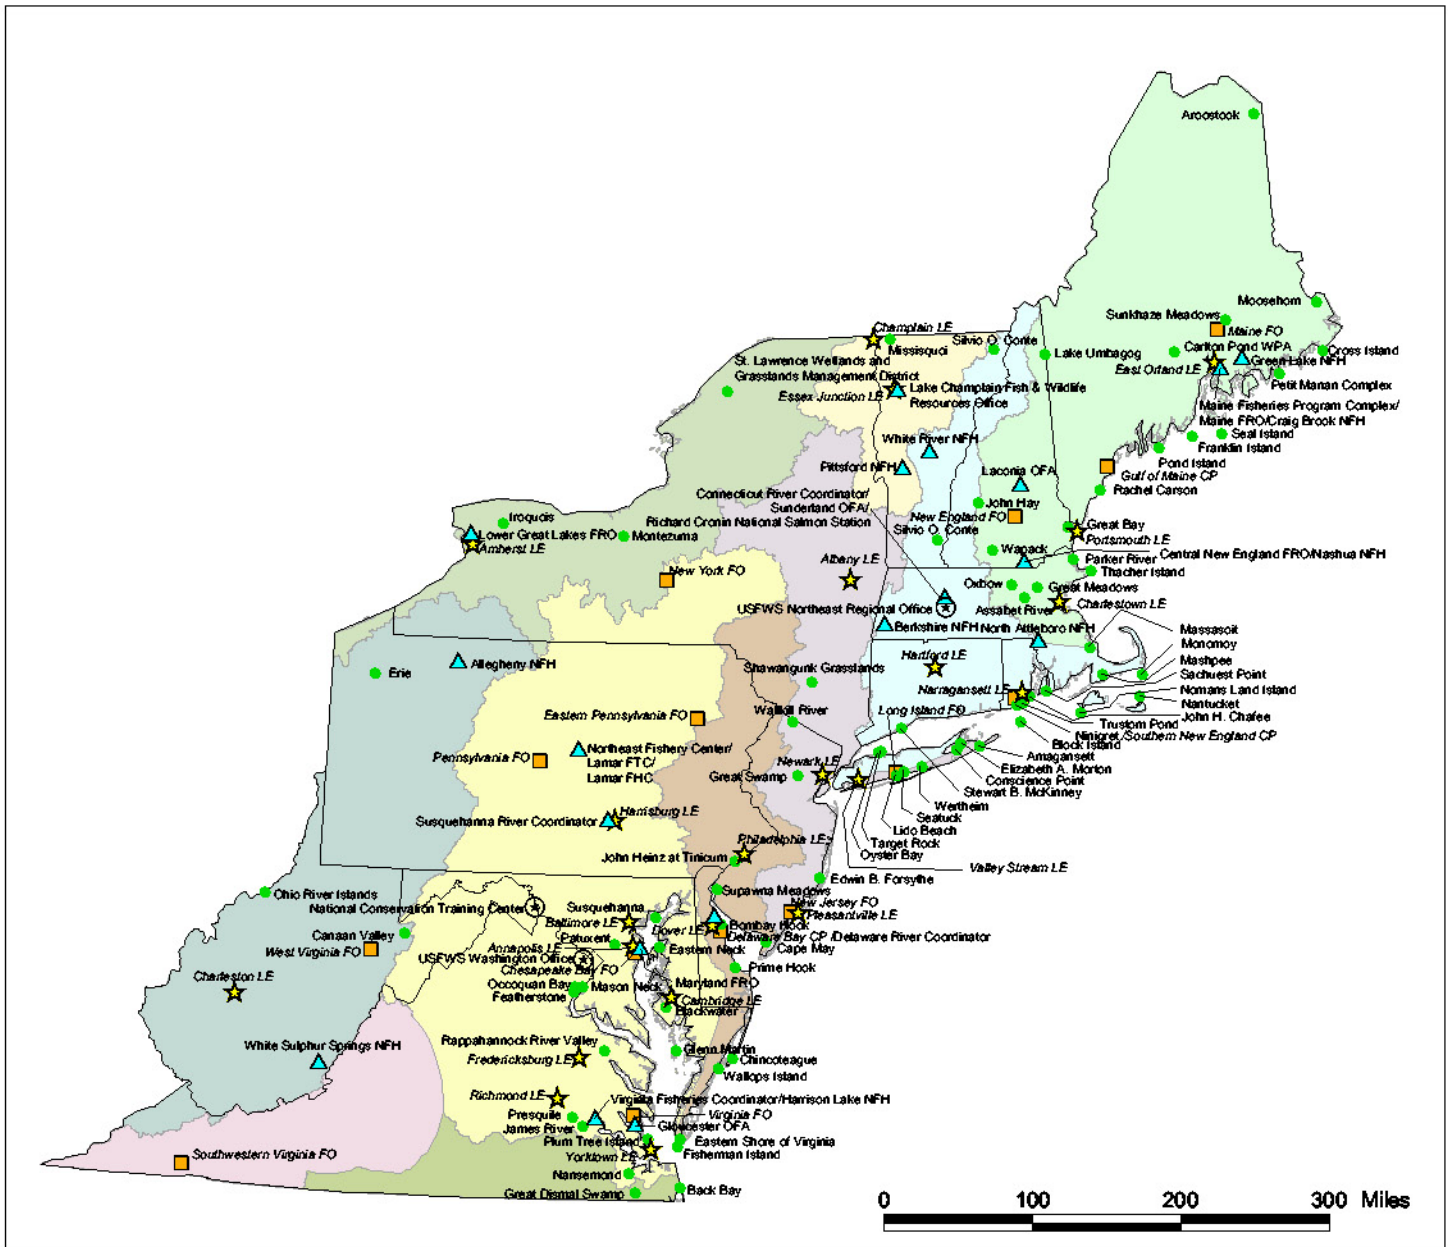 Aroostook
Moosehorn
Sunkhaze Meadows
Maine FO
Champlain LE
Missisquoi
Silvio O. Conte
Lake Umbagog
Carlton Pond WPA
Cross Island
Green Lake NFH
East Orland LE
Petit Manan Complex
St. Lawrence Wetlands and
Grasslands Management District
Essex Junction LE
Lake Champlain Fish & Wildlife
Resources Office
Maine Fisheries Program Complex/
Maine FRO/Craig Brook NFH
Seal Island
Franklin Island
Pond Island
White River NFH
Pittsford NFH
Laconia OFA
Gulf of Maine CP
Rachel Carson
Connecticut River Coordinator/
Sunderland OFA/
Richard Cronin National Salmon Station
John Hay
New England FO
Iroquois
Lower Great Lakes FRO
Amherst LE
Montezuma
Silvio O. Conte
Great Bay
Portsmouth LE
Wapack
Central New England FRO/Nashua NFH
Albany LE
Parker River
Thacher Island
New York FO
Oxbow
Great Meadows
USFWS Northeast Regional Office
Assabet River
Charlestown LE
Berkshire NFH
North Attleboro NFH
Massasoit
Monomoy
Mashpee
Sachuest Point
Nomans Land Island
Nantucket
John H. Chafee
Trustom Pond
Ninigret/Southern New England CP
Block Island
Allegheny NFH
Erie
Shawangunk Grasslands
Hartford LE
Narragansett LE
Long Island FO
Wallkill River
Eastern Pennsylvania FO
Pennsylvania FO
Northeast Fishery Center/
Lamar FTC/
Lamar FHC
Newark LE
Great Swamp
Amagansett
Elizabeth A. Morton
Conscience Point
Stewart B. McKinney
Wertheim
Seatuck
Lido Beach
Target Rock
Oyster Bay
Valley Stream LE
Harrisburg LE
Susquehanna River Coordinator
Philadelphia LE
John Heinz at Tinicum
Edwin B. Forsythe
Supawna Meadows
Ohio River Islands
National Conservation Training Center
Susquehanna
Baltimore LE
New Jersey FO
Pleasantville LE
Dover LE
Bombay Hook
Delaware Bay CP/Delaware River Coordinator
Canaan Valley
West Virginia FO
Patuxent
Annapolis LE
Eastern Neck
Cape May
USFWS Washington Office
Chesapeake Bay FO
Prime Hook
Charleston LE
Occoquan Bay
Mason Neck
Featherstone
Maryland FRO
Cambridge LE
Blackwater
White Sulphur Springs NFH
Rappahannock River Valley
Fredericksburg LE
Glenn Martin
Chincoteague
Wallops Island
Richmond LE
Virginia Fisheries Coordinator/Harrison Lake NFH
Presquile
James River
Virginia FO
Gloucester OFA
Plum Tree Island
Eastern Shore of Virginia
Fisherman Island
Yorktown LE
Southwestern Virginia FO
Nansemond
Great Dismal Swamp
Back Bay
0 100 200 300 Miles